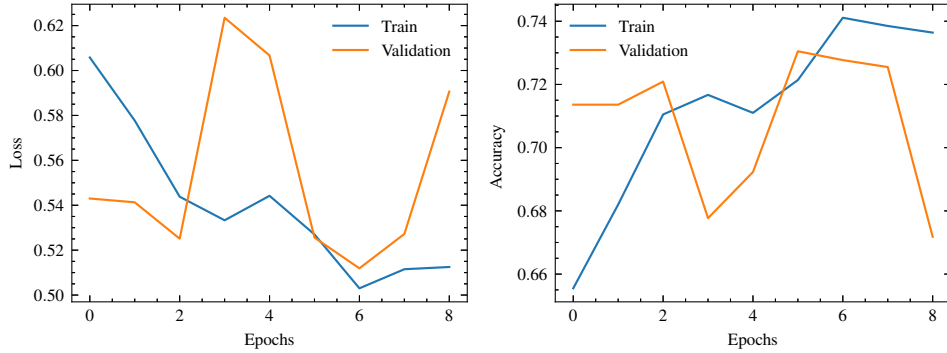 0.62
0.60
0.58
0.56
0.54
0.52
0.50
Loss
0 2 4 6 8
Epochs
Train
Validation
0.74
0.72
0.70
0.68
0.66
Accuracy
0 2 4 6 8
Epochs
Train
Validation